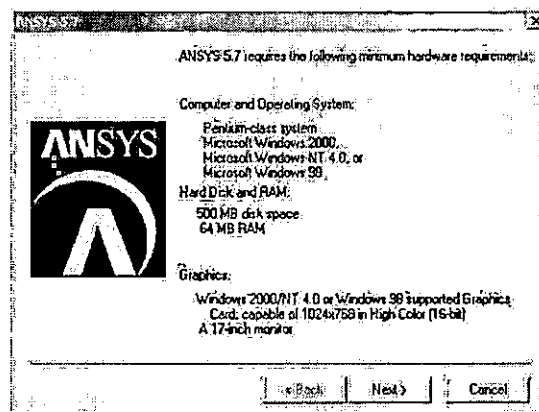 ANSYS 5.7
ANSYS 5.7 requires the following minimum hardware requirements:
Computer and Operating System:
Pentium-class system
Microsoft Windows 2000,
Microsoft Windows NT 4.0, or
Microsoft Windows 98
Hard Disk and RAM:
500 MB disk space
64 MB RAM
ANSYS
Graphics:
Windows 2000/NT 4.0 or Windows 98 supported Graphics
Card, capable of 1024x768 in High Color (16-bit)
A 17-inch monitor
< Back
Next >
Cancel